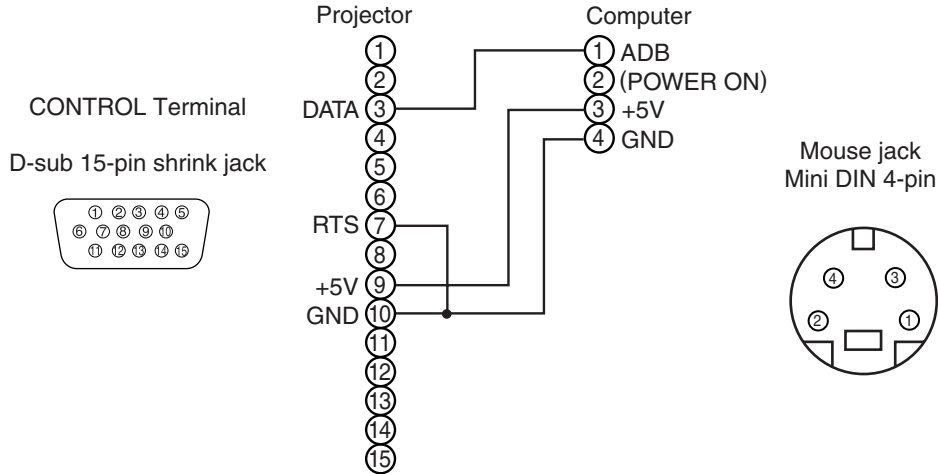 Projector
Computer
CONTROL Terminal
D-sub 15-pin shrink jack
① ② ③ ④ ⑤
⑥ ⑦ ⑧ ⑨ ⑩
⑪ ⑫ ⑬ ⑭ ⑮
①
②
DATA ③
④
⑤
⑥
RTS ⑦
⑧
+5V ⑨
GND ⑩
⑪
⑫
⑬
⑭
⑮
① ADB
② (POWER ON)
③ +5V
④ GND
Mouse jack
Mini DIN 4-pin
④ ③
② ①